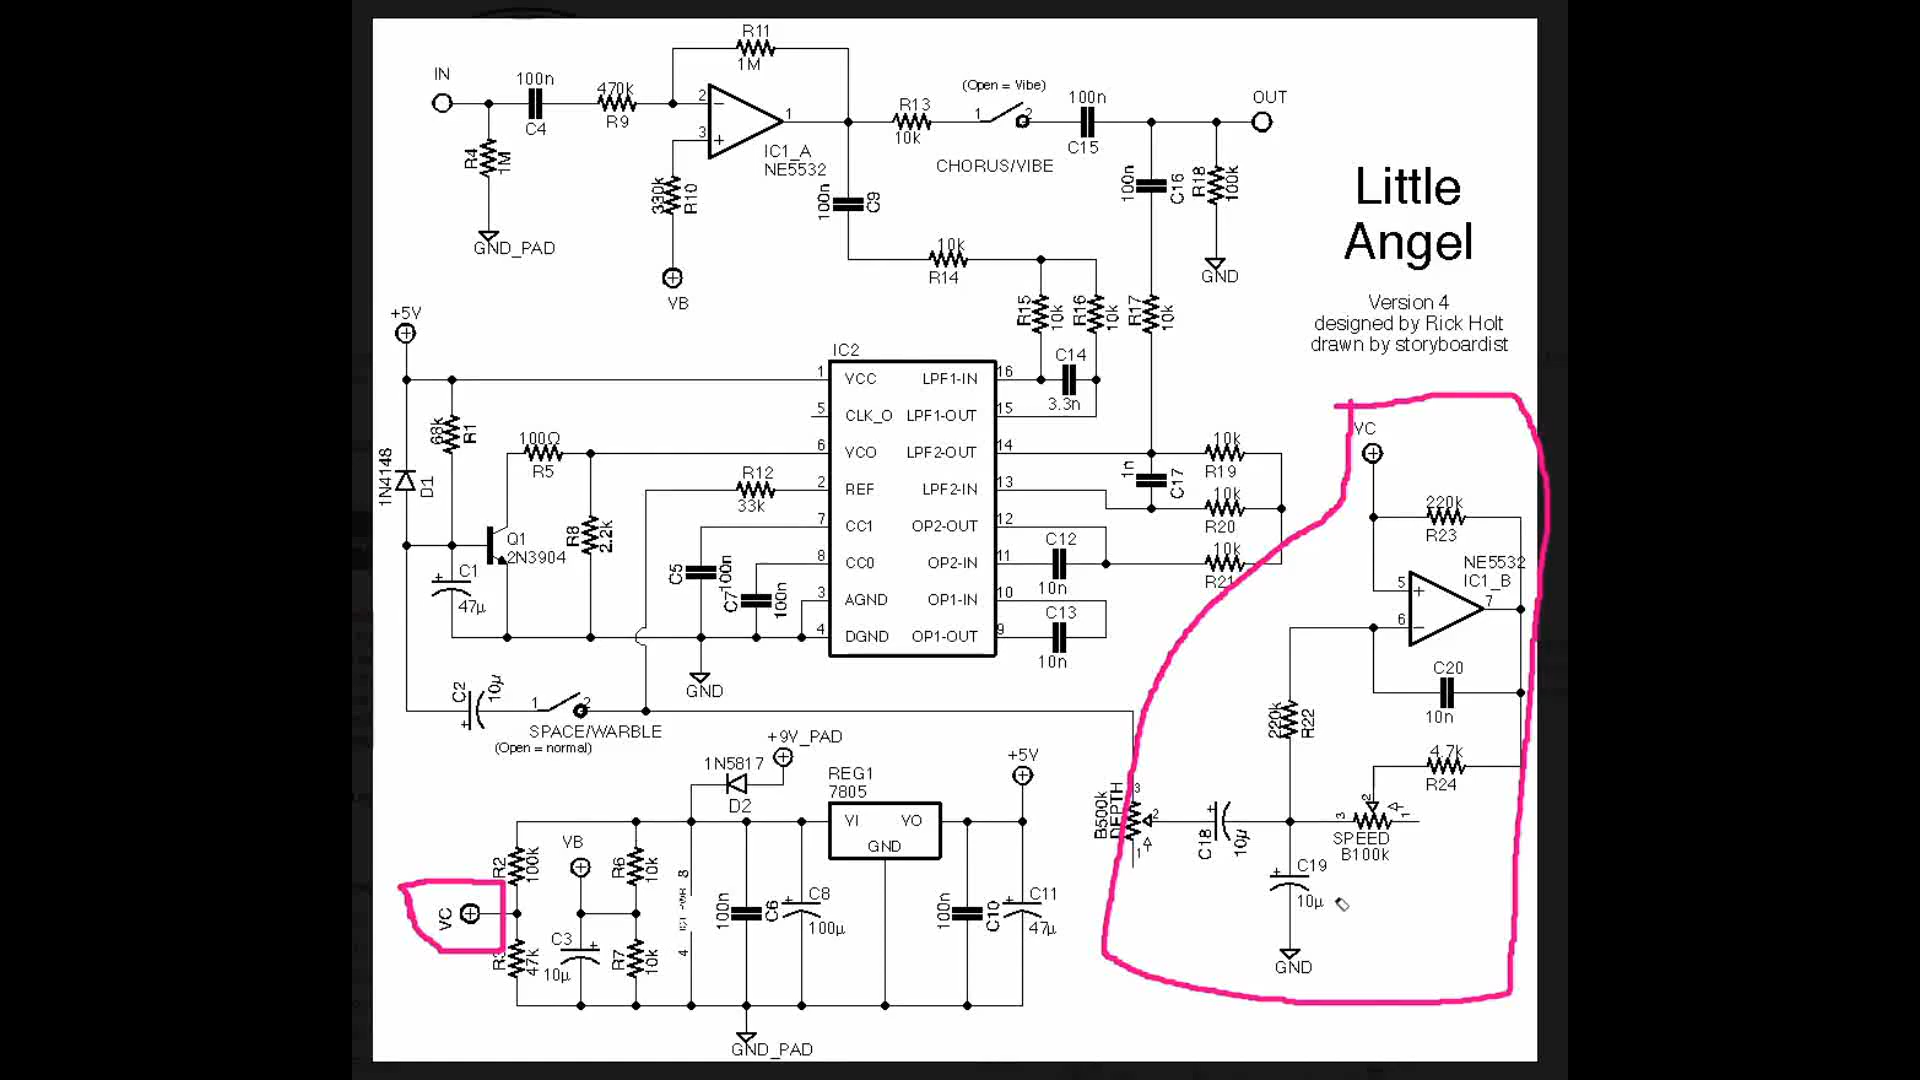 R11
1M
IN
100n
C4
470k
R9
2
3
1
IC1_A
NE5532
R4
1M
GND_PAD
330k
R10
VB
R13
10k
(Open = Vibe)
1
2
CHORUS/VIBE
100n
C15
OUT
100n
C9
100n
C16
R18
100k
GND
10k
R14
R15
10k
R16
10k
R17
10k
Little
Angel
Version 4
designed by Rick Holt
drawn by storyboardist
+5V
IC2
1
VCC
LPF1-IN
16
C14
3.3n
5
CLK_O
LPF1-OUT
15
6
VCO
LPF2-OUT
14
2
REF
LPF2-IN
13
7
CC1
OP2-OUT
12
8
CC0
OP2-IN
11
3
AGND
OP1-IN
10
4
DGND
OP1-OUT
9
68k
R1
100Ω
R5
1N4148
D1
R12
33k
R8
2.2k
Q1
2N3904
C1
47µ
C5
100n
C7
100n
GND
1n
C17
10k
R19
10k
R20
10k
R21
C12
10n
C13
10n
VC
220k
R23
NE5532
IC1_B
5
6
7
C20
10n
220k
R22
4.7k
R24
C2
10µ
1
2
SPACE/WARBLE
(Open = normal)
B500k
DEPTH
3
2
1
C18
10µ
3
2
1
SPEED
B100k
C19
10µ
GND
+9V_PAD
1N5817
D2
REG1
7805
VI
VO
GND
+5V
R2
100k
VB
R6
10k
VC
47k
C3
10µ
R7
10k
8
4
100n
C6
C8
100µ
100n
C10
C11
47µ
GND_PAD